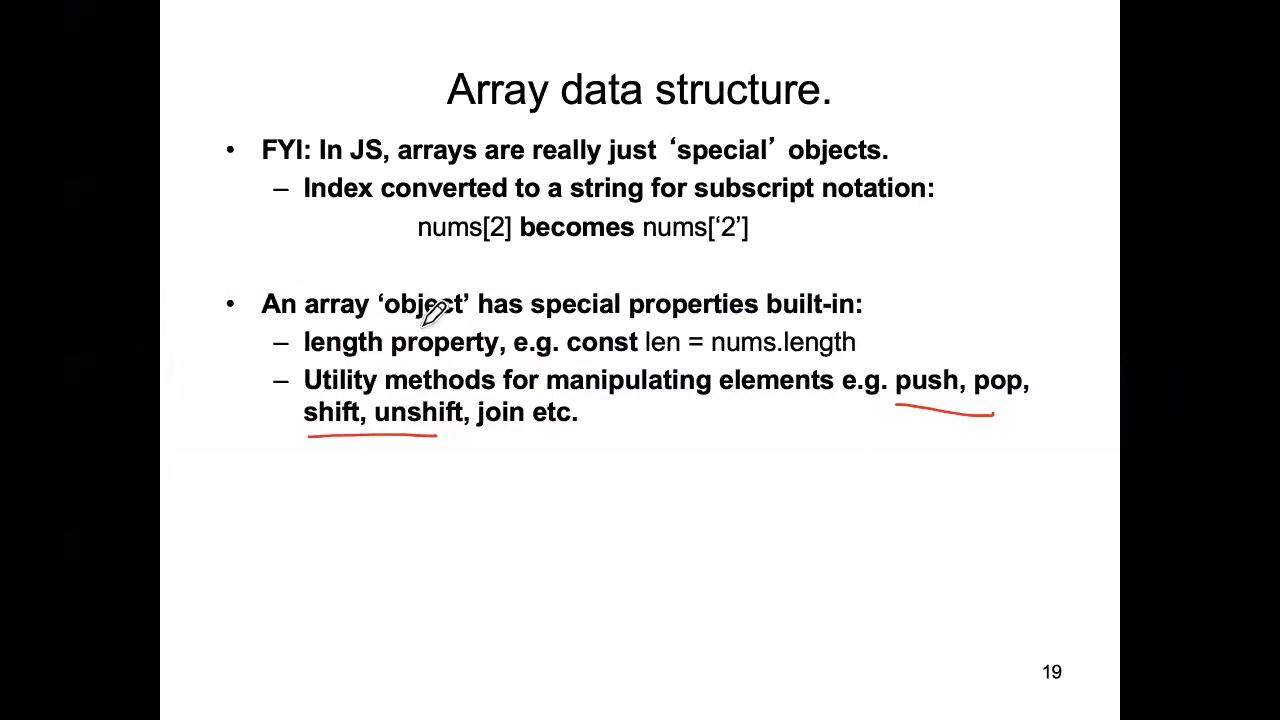 Array data structure.
• FYI: In JS, arrays are really just ‘special’ objects.
– Index converted to a string for subscript notation:
nums[2] becomes nums[‘2’]
• An array ‘object’ has special properties built-in:
– length property, e.g. const len = nums.length
– Utility methods for manipulating elements e.g. push, pop,
shift, unshift, join etc.
19